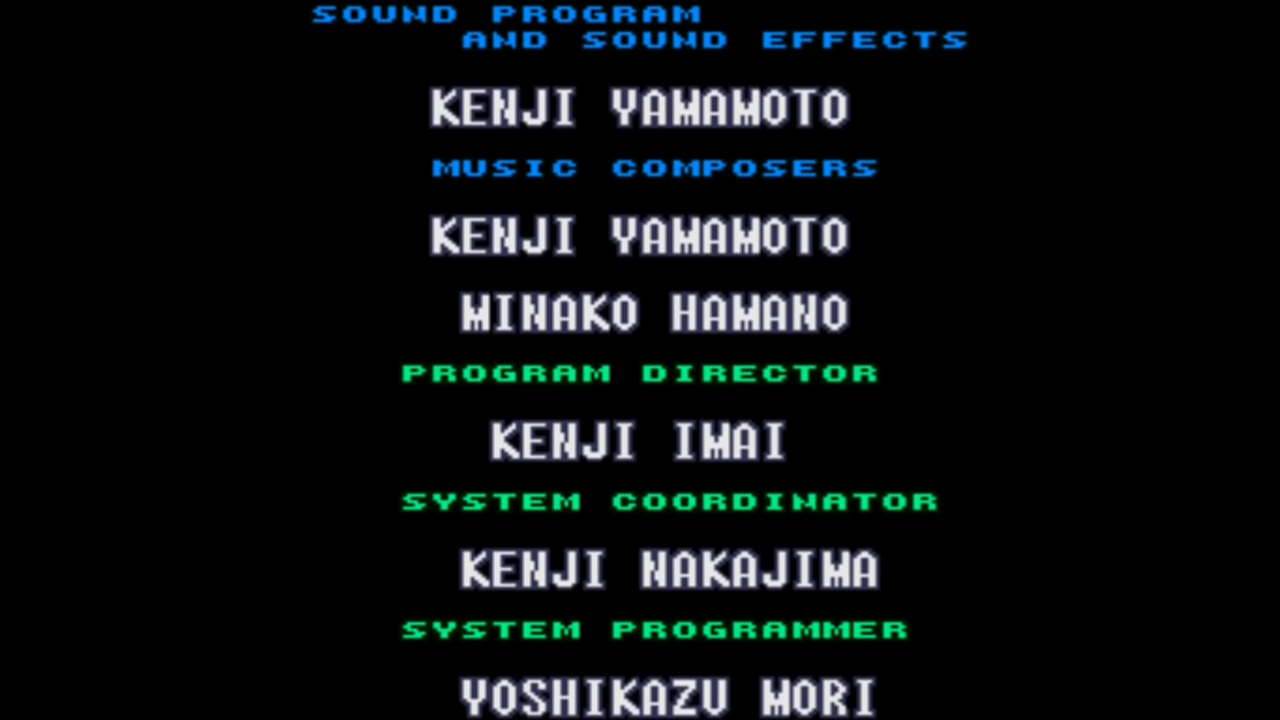 SOUND PROGRAM
AND SOUND EFFECTS
KENJI YAMAMOTO
MUSIC COMPOSERS
KENJI YAMAMOTO
MINAKO HAMANO
PROGRAM DIRECTOR
KENJI IMAI
SYSTEM COORDINATOR
KENJI NAKAJIMA
SYSTEM PROGRAMMER
YOSHIKAZU MORI